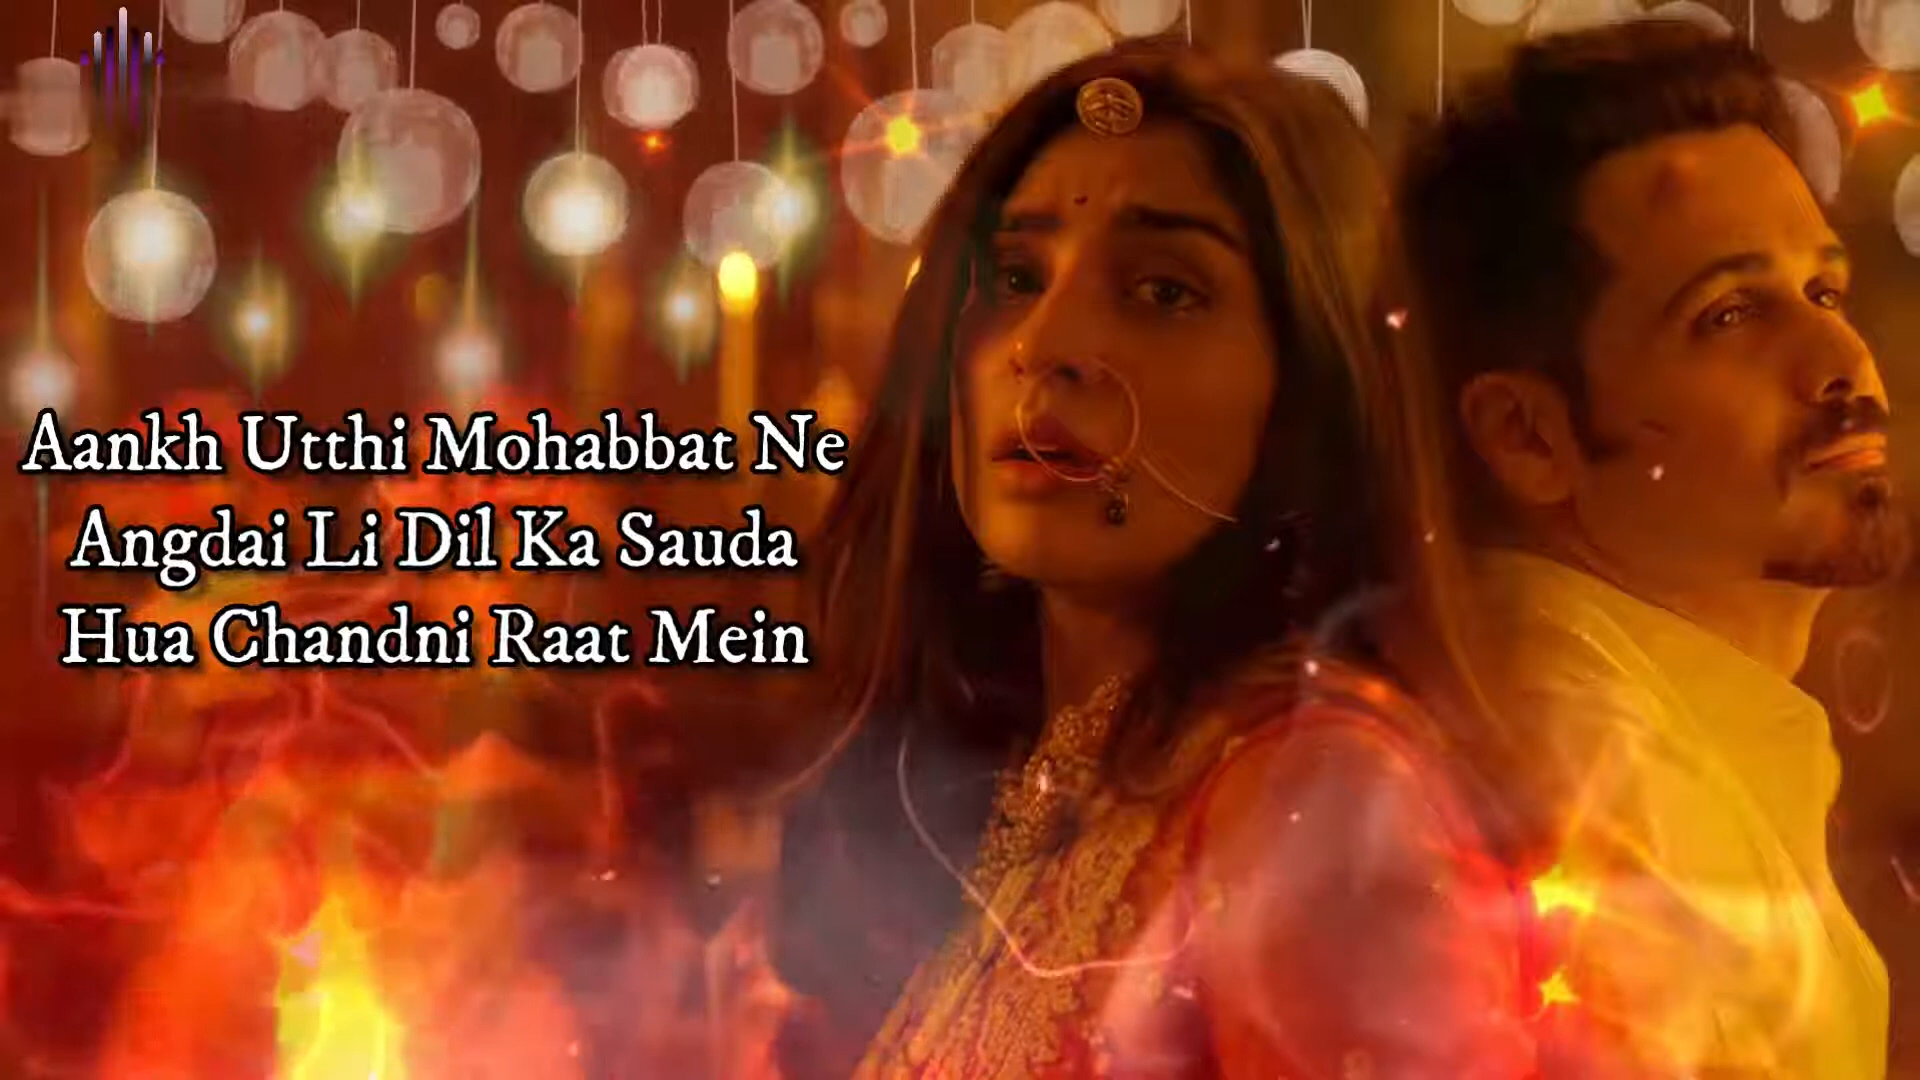 Aankh Utthi Mohabbat Ne
Angdai Li Dil Ka Sauda
Hua Chandni Raat Mein